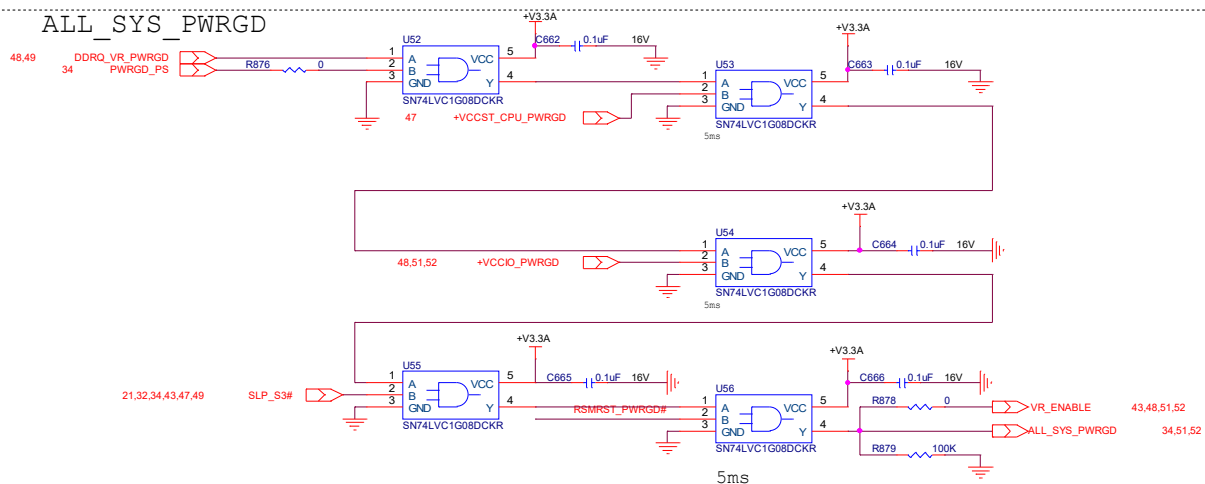 ALL_SYS_PWRGD
+V3.3A
U52
C662 0.1uF 16V
48,49 DDRQ_VR_PWRGD 1 A VCC 5
34 PWRGD_PS R876 0 2 B
3 GND Y 4
SN74LVC1G08DCKR
+V3.3A
U53
C663 0.1uF 16V
1 A VCC 5
47 +VCCST_CPU_PWRGD 2 B
3 GND Y 4
SN74LVC1G08DCKR
5ms
+V3.3A
U54
C664 0.1uF 16V
1 A VCC 5
48,51,52 +VCCIO_PWRGD 2 B
3 GND Y 4
SN74LVC1G08DCKR
5ms
+V3.3A
U55
C665 0.1uF 16V
1 A VCC 5
21,32,34,43,47,49 SLP_S3# 2 B
3 GND Y 4
SN74LVC1G08DCKR
+V3.3A
U56
C666 0.1uF 16V
RSMRST_PWRGD# 1 A VCC 5
2 B
3 GND Y 4
SN74LVC1G08DCKR
R878 0 VR_ENABLE 43,48,51,52
ALL_SYS_PWRGD 34,51,52
R879 100K
5ms